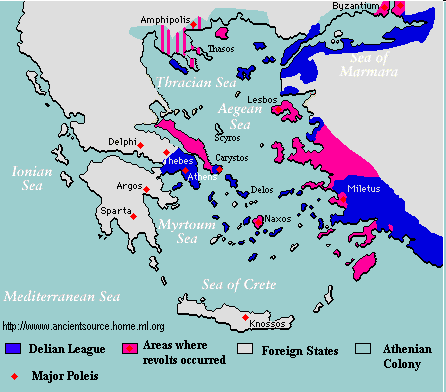 Amphipolis
Byzantium
Thasos
Sea of
Marmara
Thracian Sea
Lesbos
Aegean
Sea
Scyros
Delphi
Carystos
Thebes
Athens
Ionian
Sea
Argos
Delos
Miletus
Sparta
Naxos
Myrtoum
Sea
Sea of Crete
Mediterranean Sea
Knossos
http://www.ancientsource.home.ml.org
Delian League
Areas where
revolts occurred
Foreign States
Athenian
Colony
Major Poleis